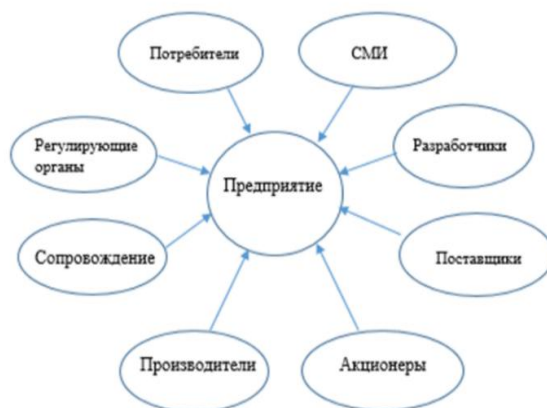 Потребители
СМИ
Регулирующие
органы
Разработчики
Предприятие
Сопровождение
Поставщики
Производители
Акционеры